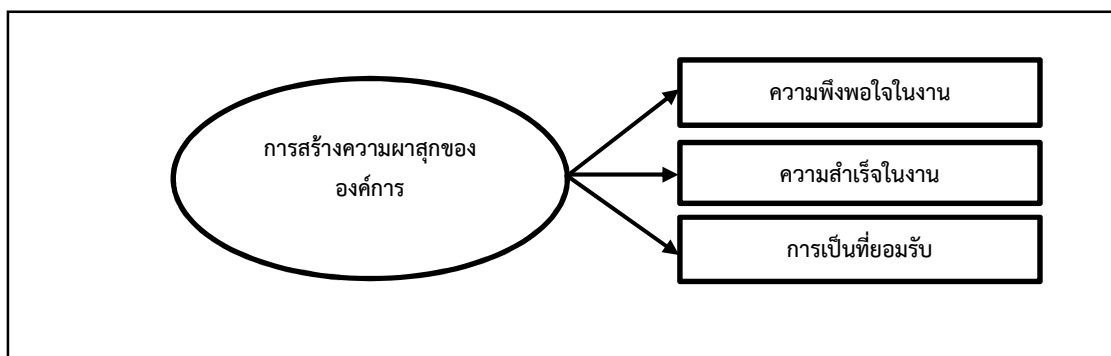 การสร้างความผาสุกของ
องค์การ
ความพึงพอใจในงาน
ความสำเร็จในงาน
การเป็นที่ยอมรับ